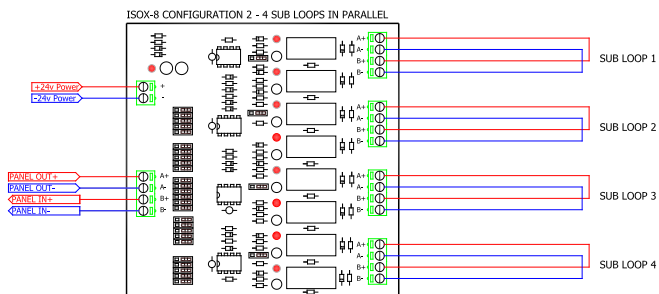 ISOX-8 CONFIGURATION 2 - 4 SUB LOOPS IN PARALLEL
A+
A-
B+
B-
SUB LOOP 1
+24v Power
+
-24v Power
-
A+
A-
B+
B-
SUB LOOP 2
PANEL OUT+
A+
PANEL OUT-
A-
PANEL IN+
B+
PANEL IN-
B-
A+
A-
B+
B-
SUB LOOP 3
A+
A-
B+
B-
SUB LOOP 4